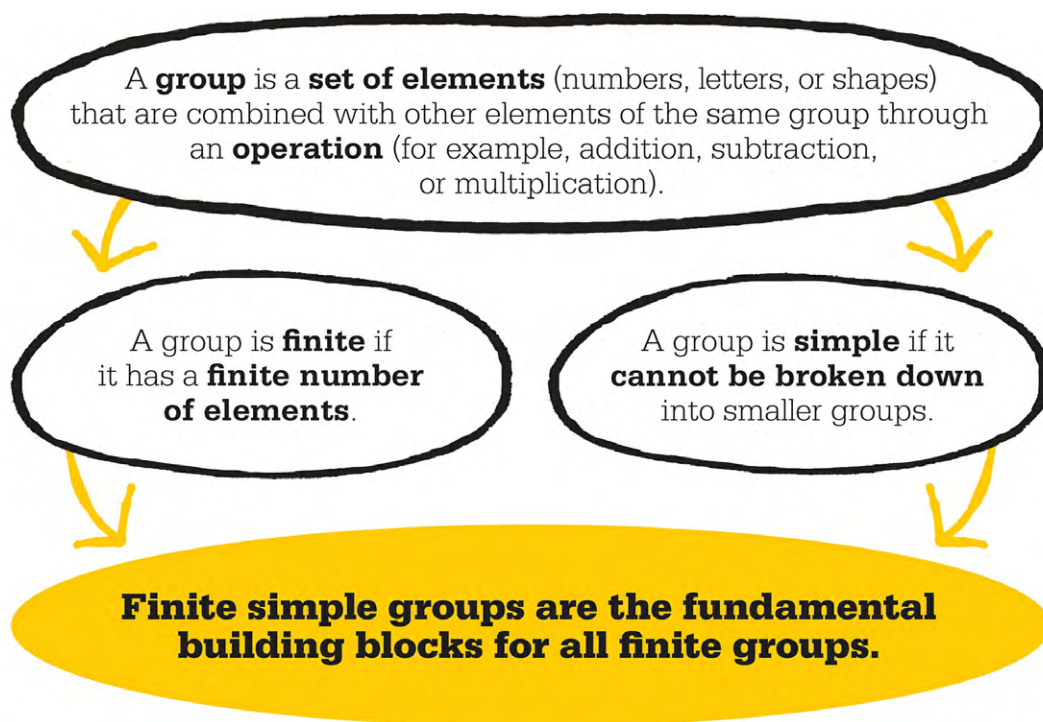 A group is a set of elements (numbers, letters, or shapes)
that are combined with other elements of the same group through
an operation (for example, addition, subtraction,
or multiplication).
A group is finite if
it has a finite number
of elements.
A group is simple if it
cannot be broken down
into smaller groups.
Finite simple groups are the fundamental
building blocks for all finite groups.